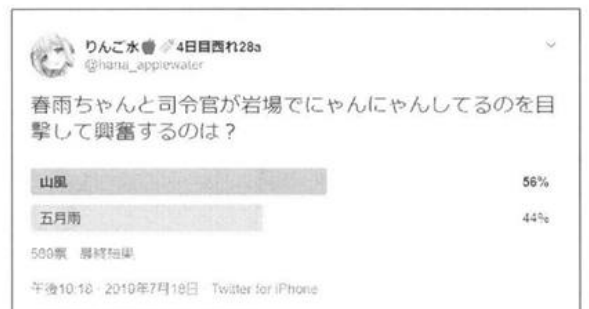 りんご水🍎🍼4日目西れ28a
@hana_applewater
春雨ちゃんと司令官が岩場でにゃんにゃんしてるのを目
撃して興奮するのは？
山風 56%
五月雨 44%
最終結果
午後10:18 · 2019年7月18日 · Twitter for iPhone